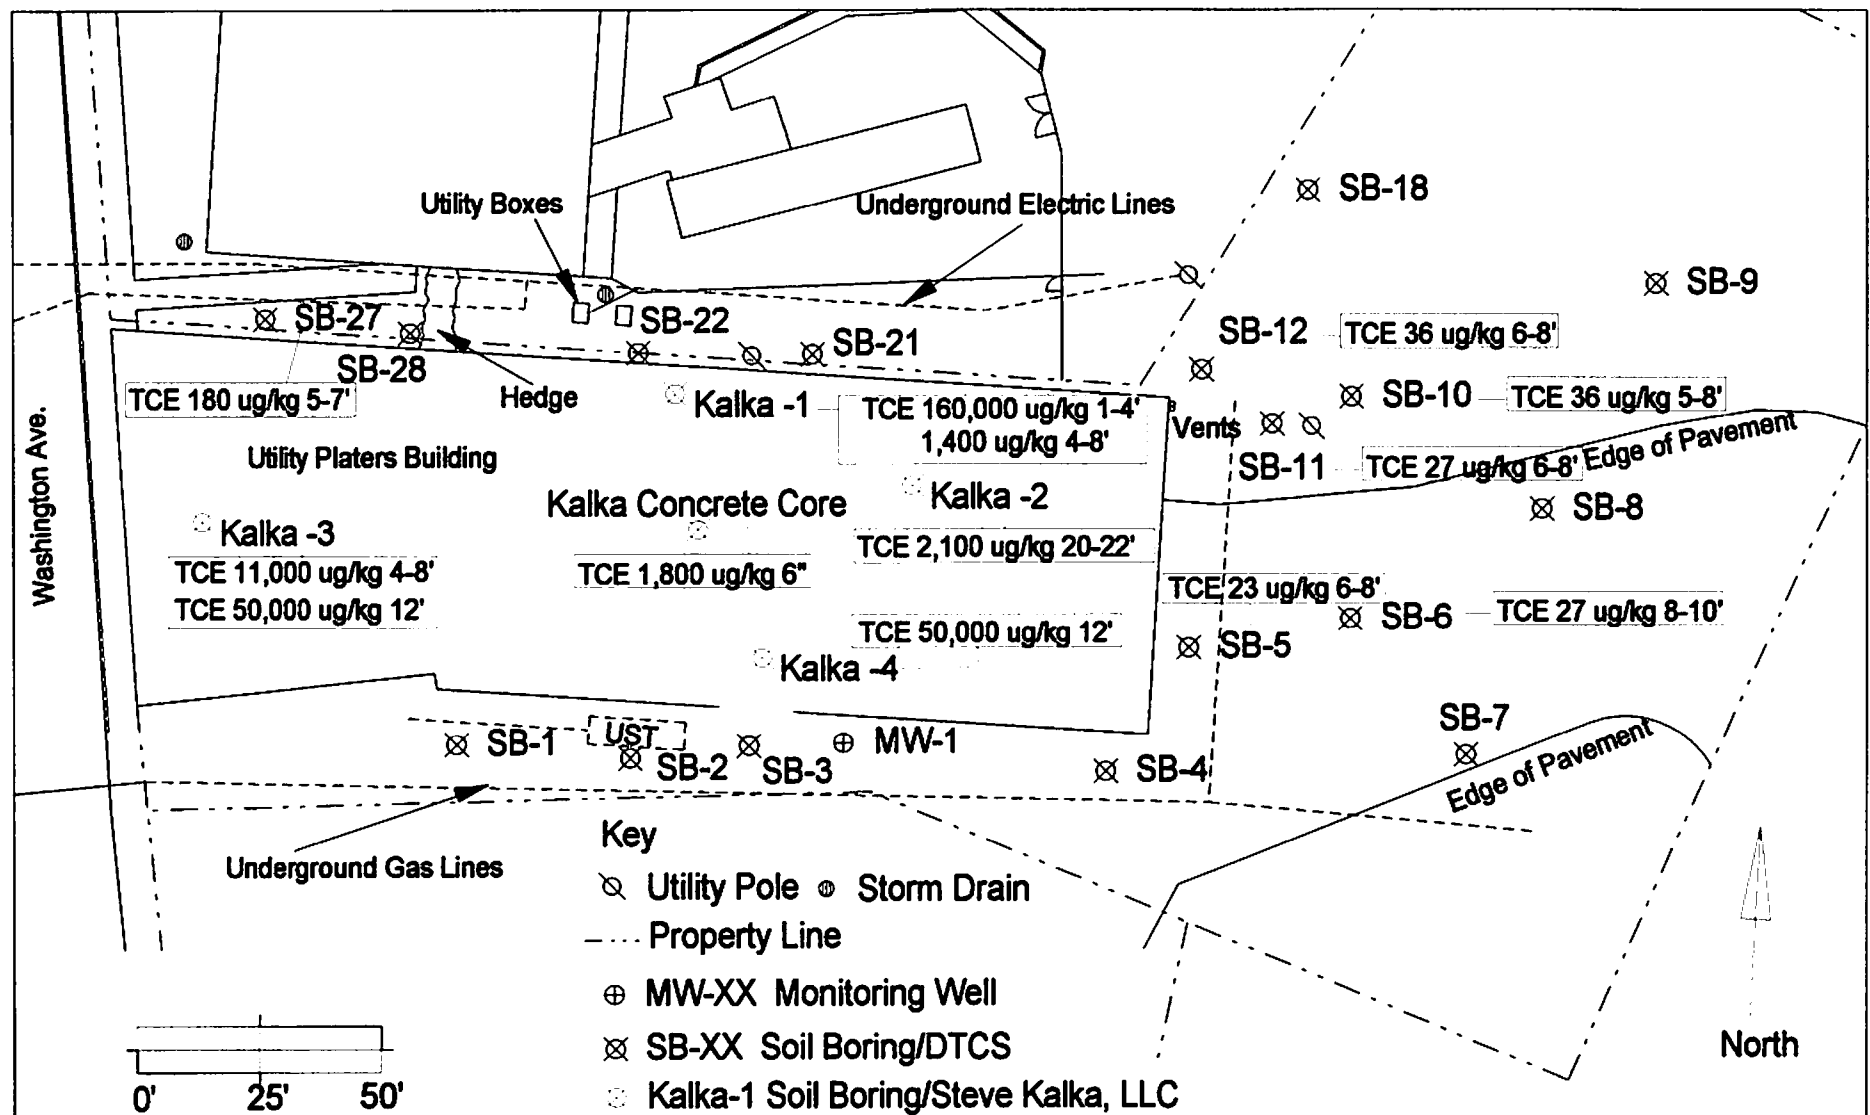 SB-18
Utility Boxes
Underground Electric Lines
SB-9
SB-27
SB-22
SB-12
TCE 36 ug/kg 6-8'
SB-21
SB-28
Hedge
TCE 180 ug/kg 5-7'
Kalka -1
TCE 160,000 ug/kg 1-4'
1,400 ug/kg 4-8'
SB-10
TCE 36 ug/kg 5-8'
Vents
Edge of Pavement
Utility Platers Building
SB-11
TCE 27 ug/kg 6-8'
Kalka Concrete Core
Kalka -2
SB-8
Washington Ave.
Kalka -3
TCE 2,100 ug/kg 20-22'
TCE 11,000 ug/kg 4-8'
TCE 1,800 ug/kg 6"
TCE 50,000 ug/kg 12'
TCE 23 ug/kg 6-8'
SB-6
TCE 27 ug/kg 8-10'
TCE 50,000 ug/kg 12'
SB-5
Kalka -4
SB-7
UST
SB-1
MW-1
SB-2
SB-3
SB-4
Edge of Pavement
Underground Gas Lines
Key
Utility Pole
Storm Drain
Property Line
MW-XX Monitoring Well
SB-XX Soil Boring/DTCS
Kalka-1 Soil Boring/Steve Kalka, LLC
0' 25' 50'
North